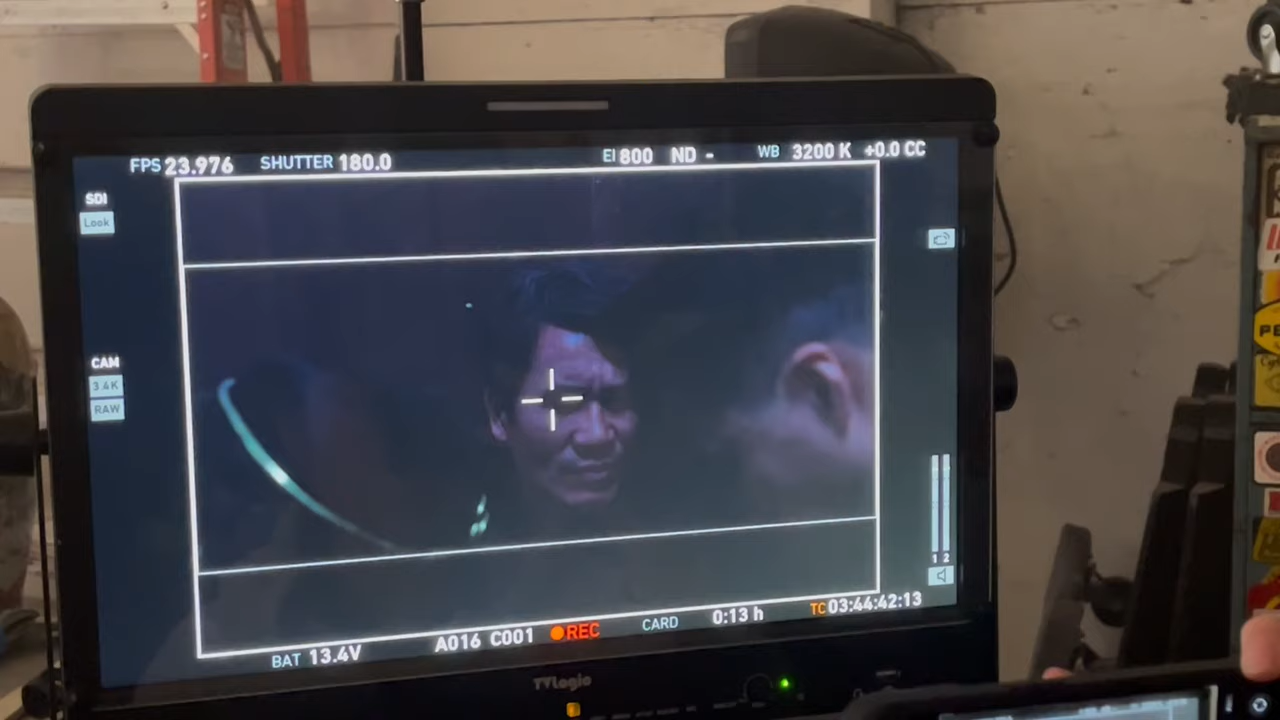 FPS 23.976 SHUTTER 180.0 EI 800 ND - WB 3200 K +0.0 CC
SDI
Look
CAM
3.4K
RAW
1 2
BAT 13.4V A016 C001 REC CARD 0:13 h TC 03:44:42:13
TVLogic